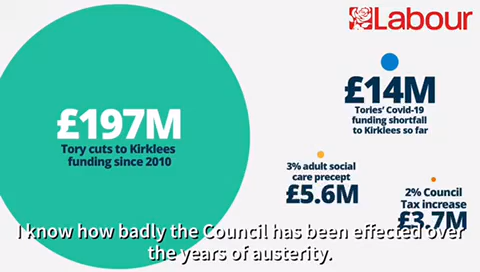 Labour
£197M
Tory cuts to Kirklees
funding since 2010
£14M
Tories' Covid-19
funding shortfall
to Kirklees so far
3% adult social
care precept
£5.6M
2% Council
Tax increase
£3.7M
I know how badly the Council has been effected over
the years of austerity.